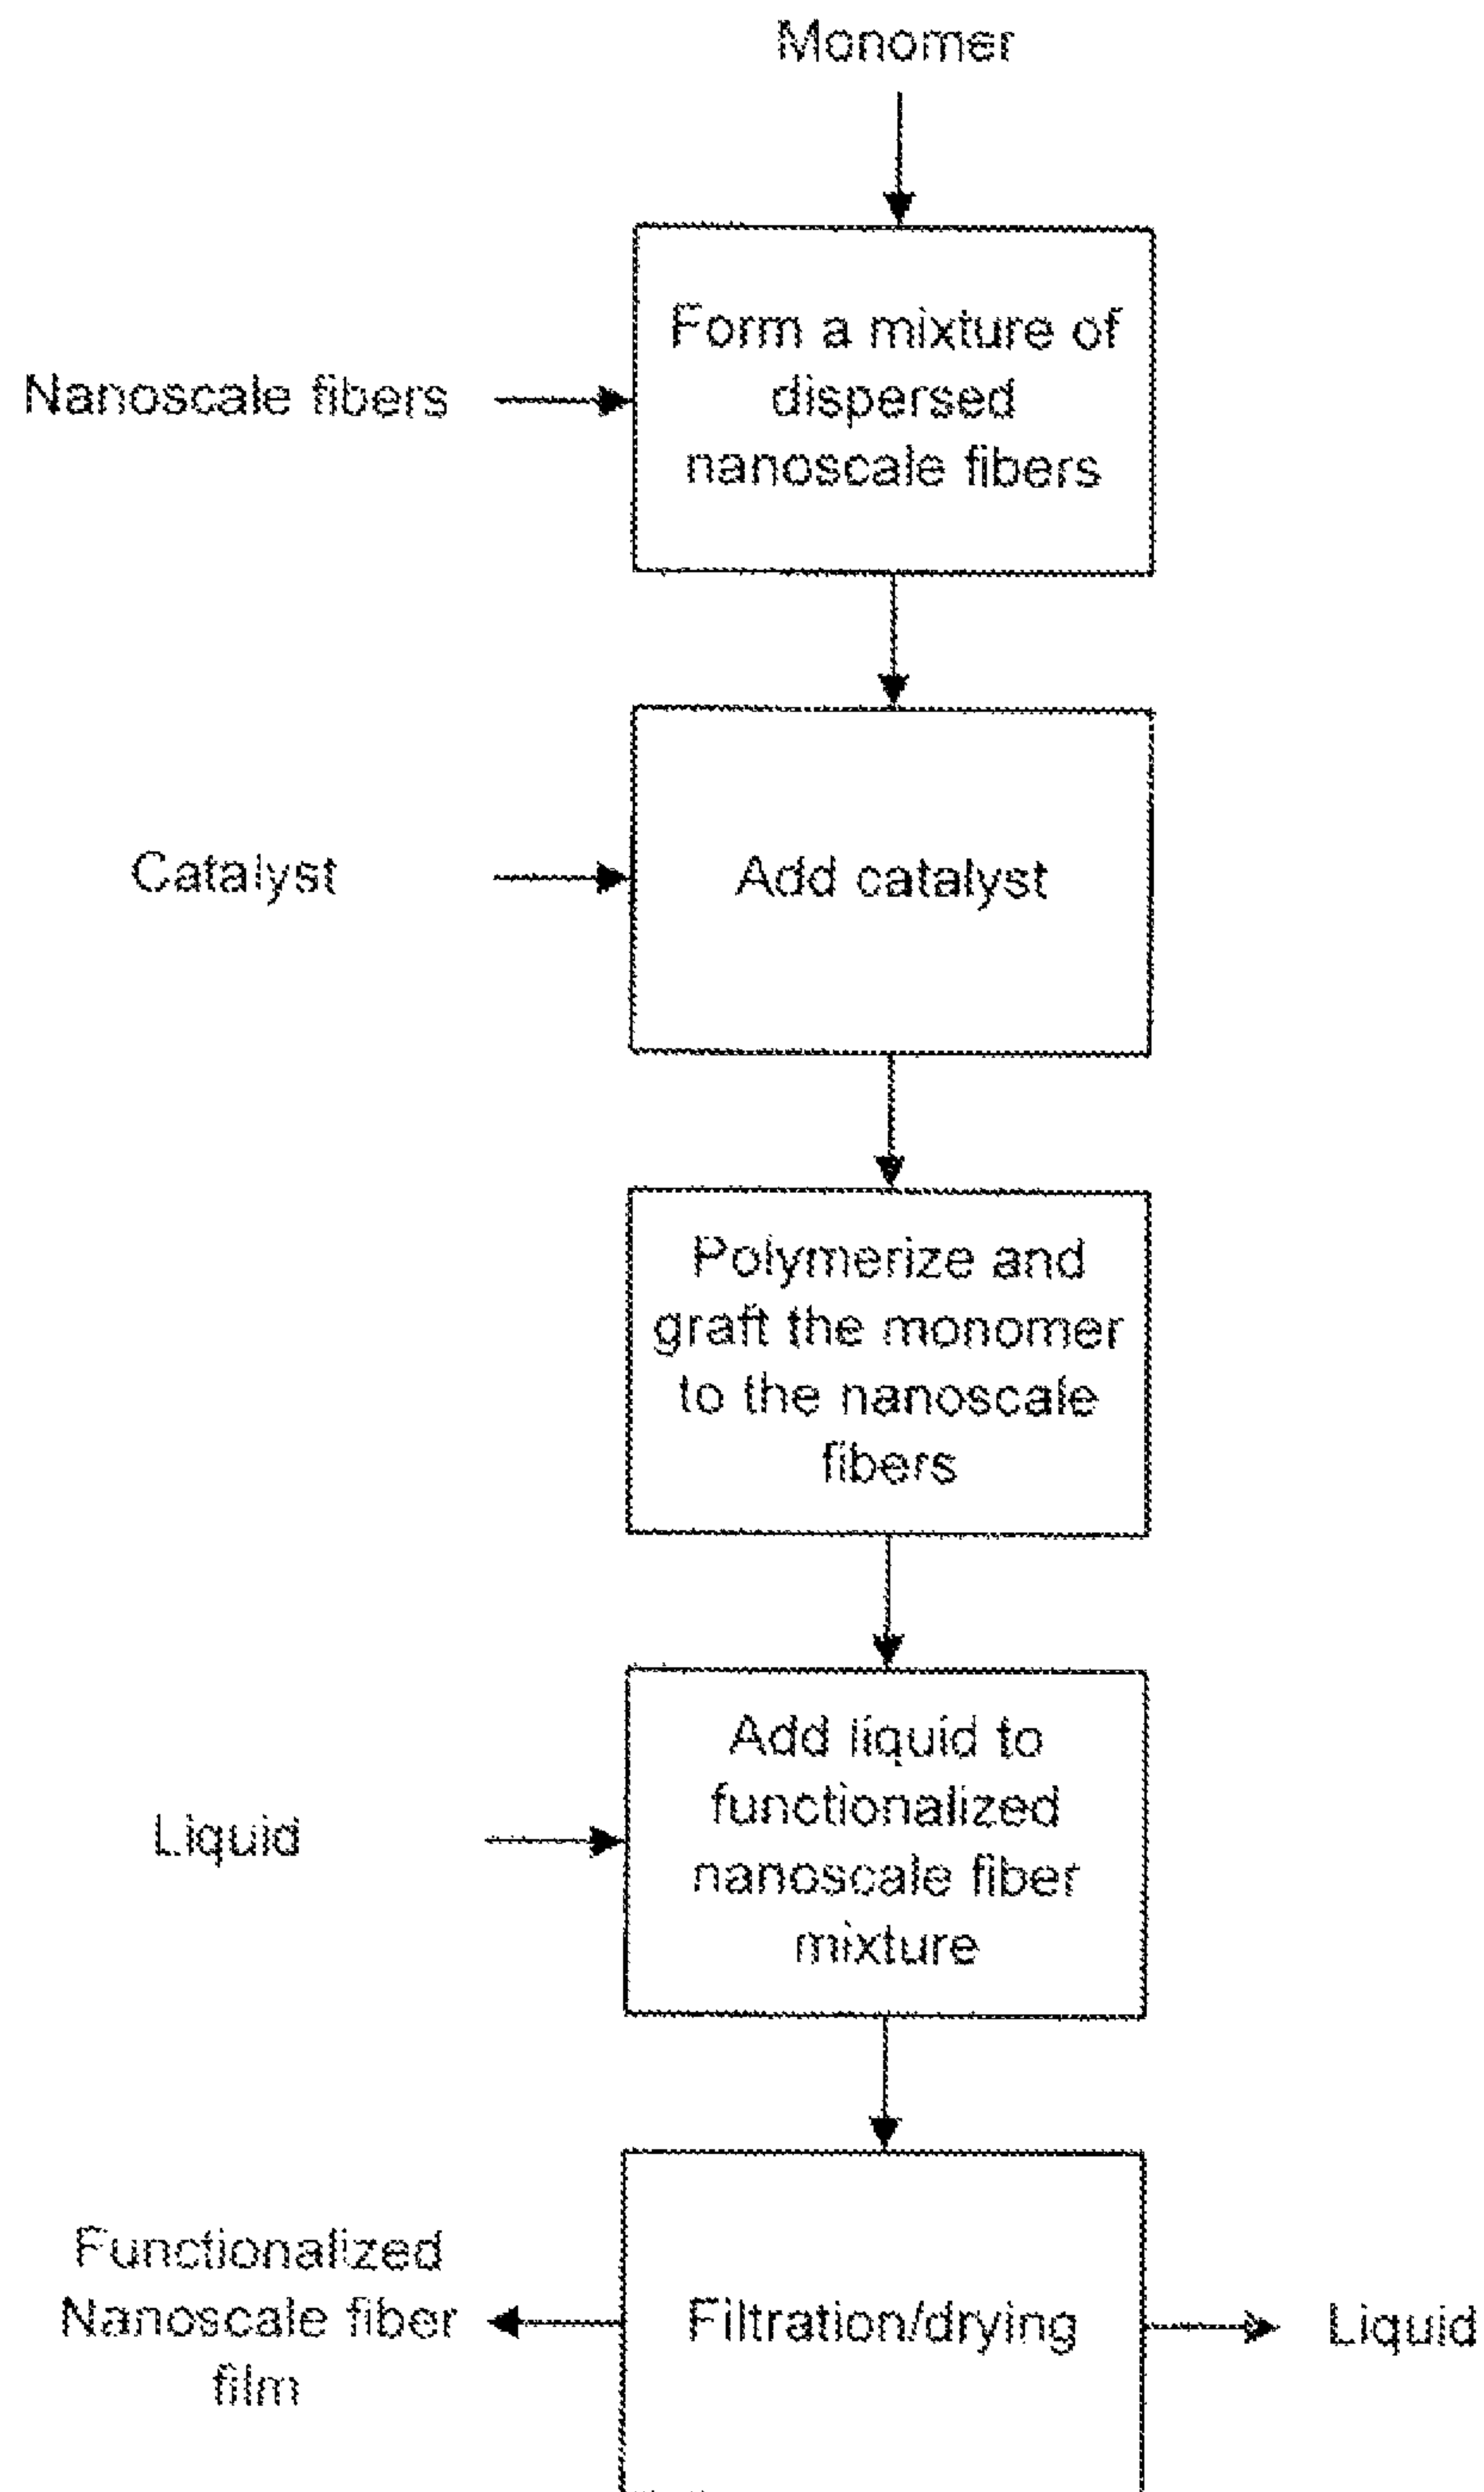 Monomer
Form a mixture of
dispersed
nanoscale fibers
Nanoscale fibers
Add catalyst
Catalyst
Polymerize and
graft the monomer
to the nanoscale
fibers
Add liquid to
functionalized
nanoscale fiber
mixture
Liquid
Functionalized
Nanoscale fiber
film
Filtration/drying
Liquid